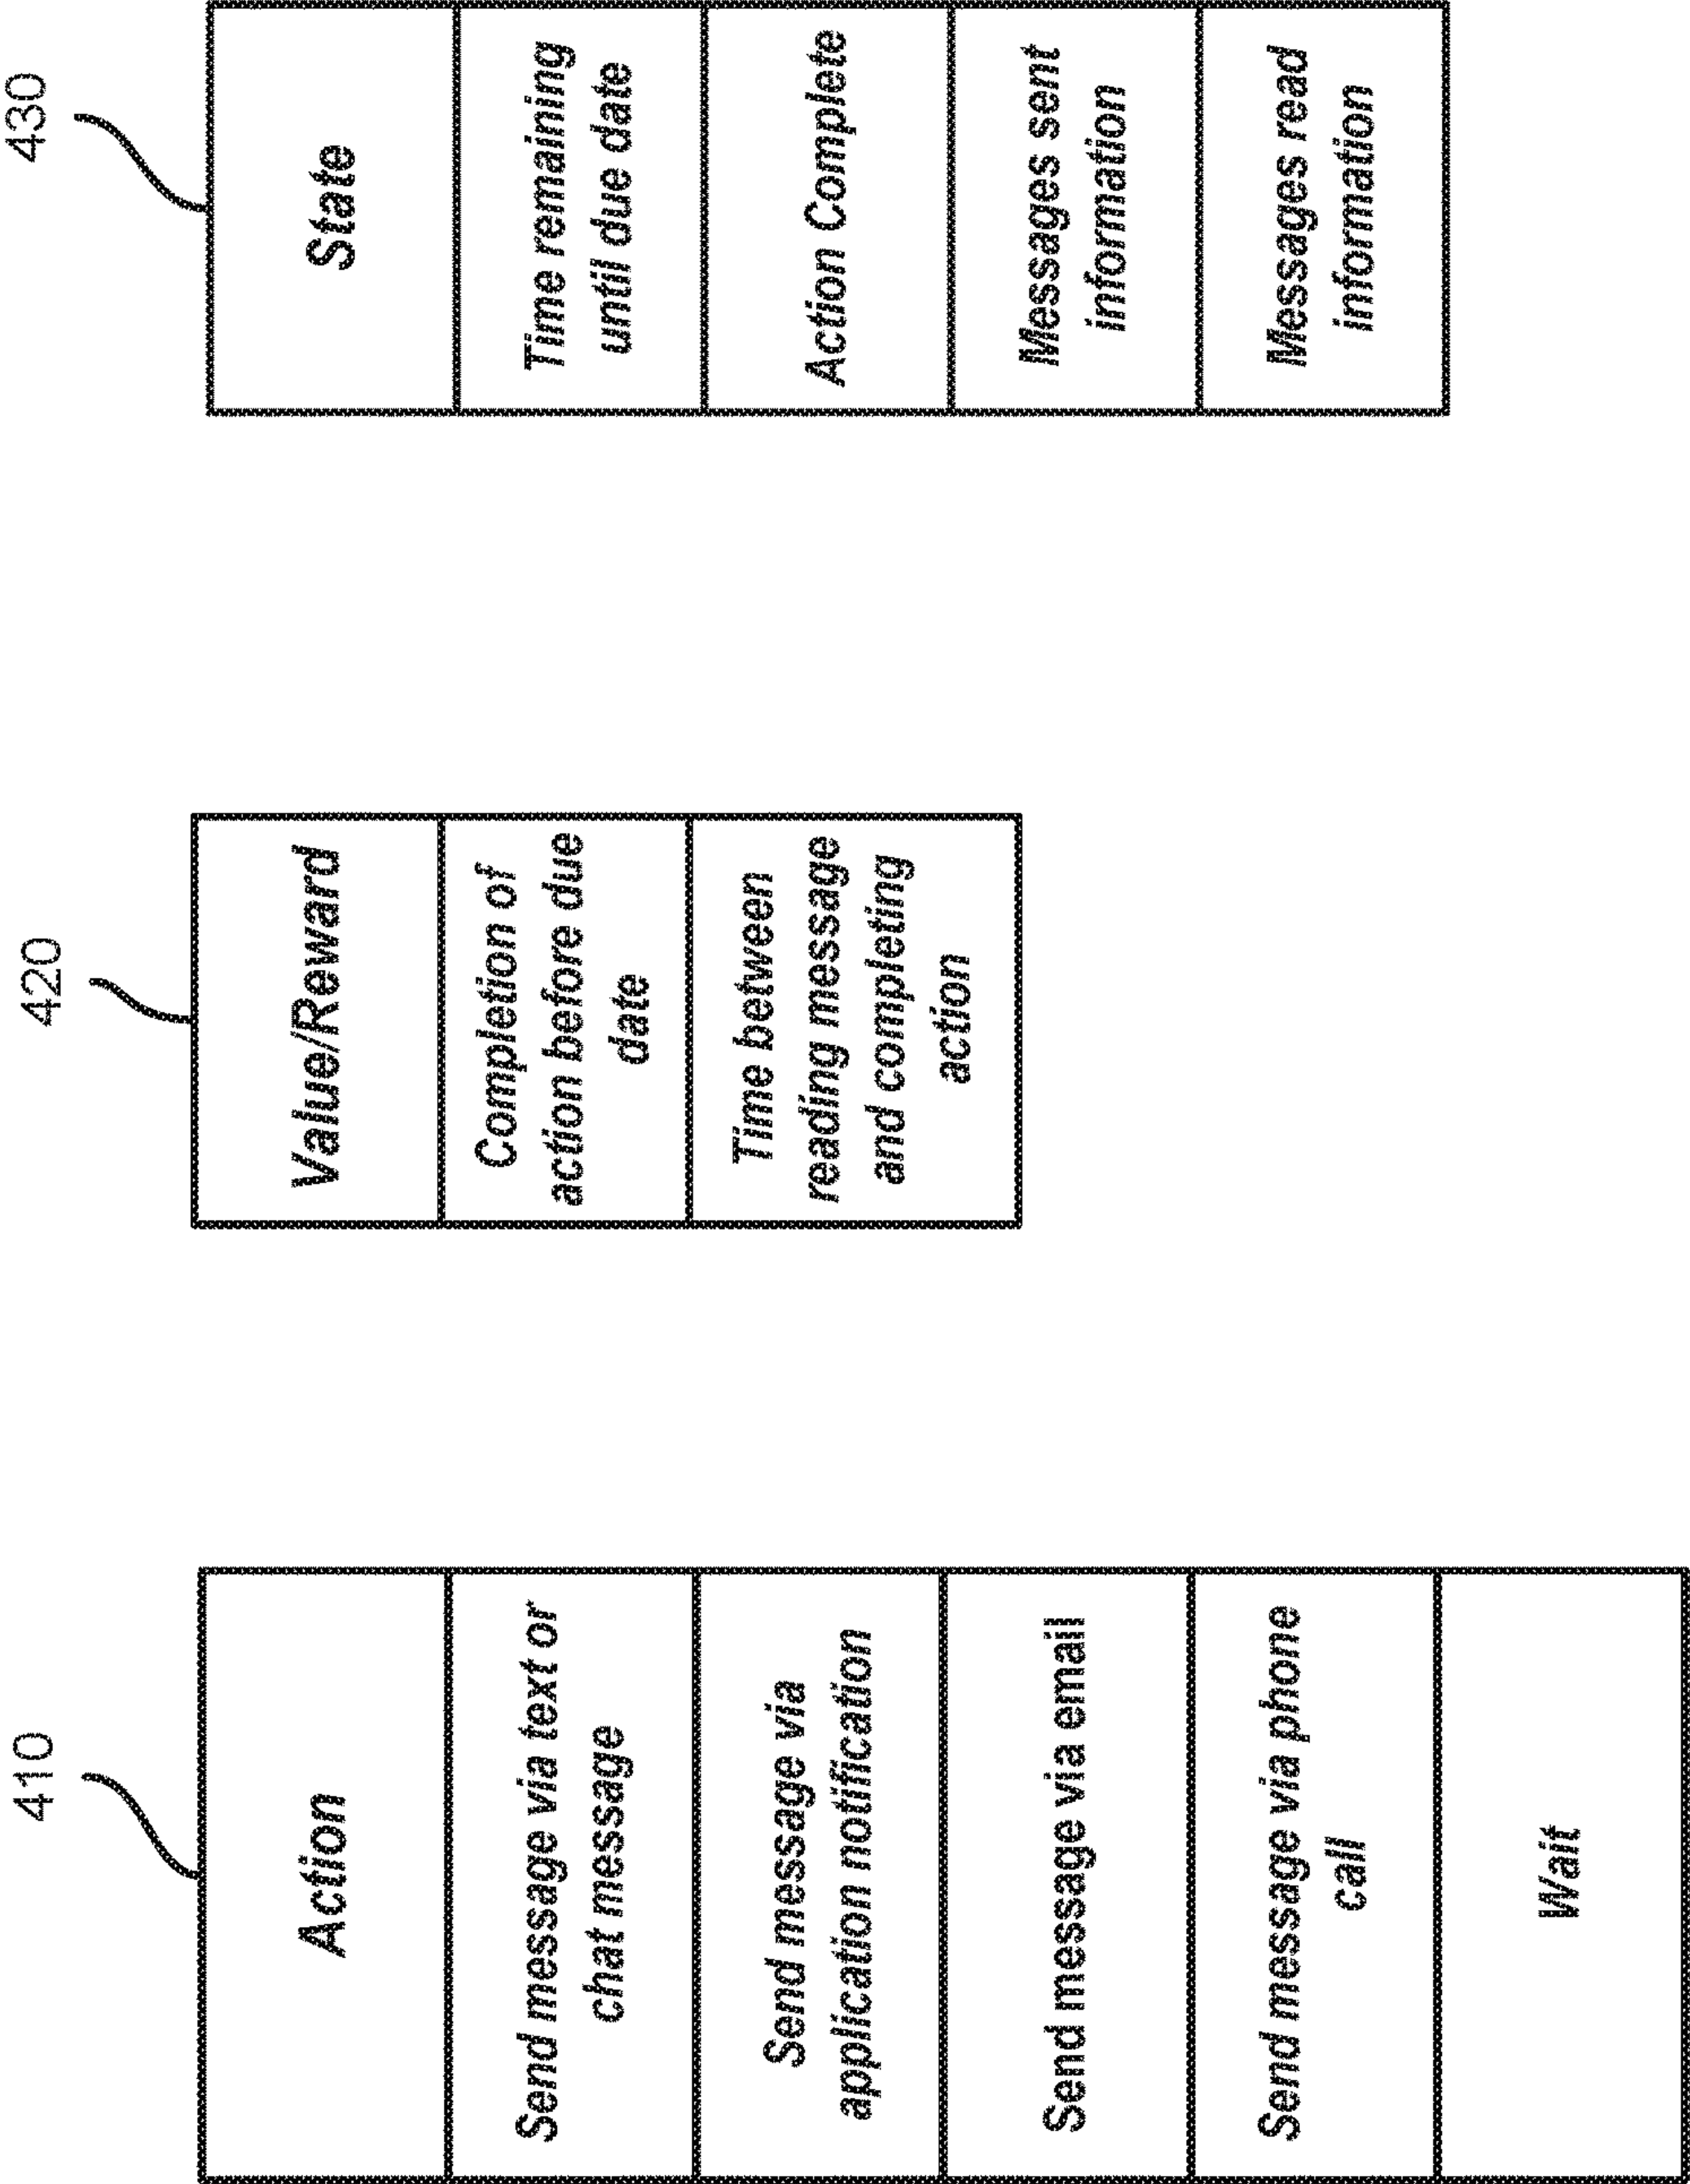 410
Action
Send message via text or
chat message
Send message via
application notification
Send message via email
Send message via phone
call
Wait
420
Value/Reward
Completion of
action before due
date
Time between
reading message
and completing
action
430
State
Time remaining
until due date
Action Complete
Messages sent
information
Messages read
information